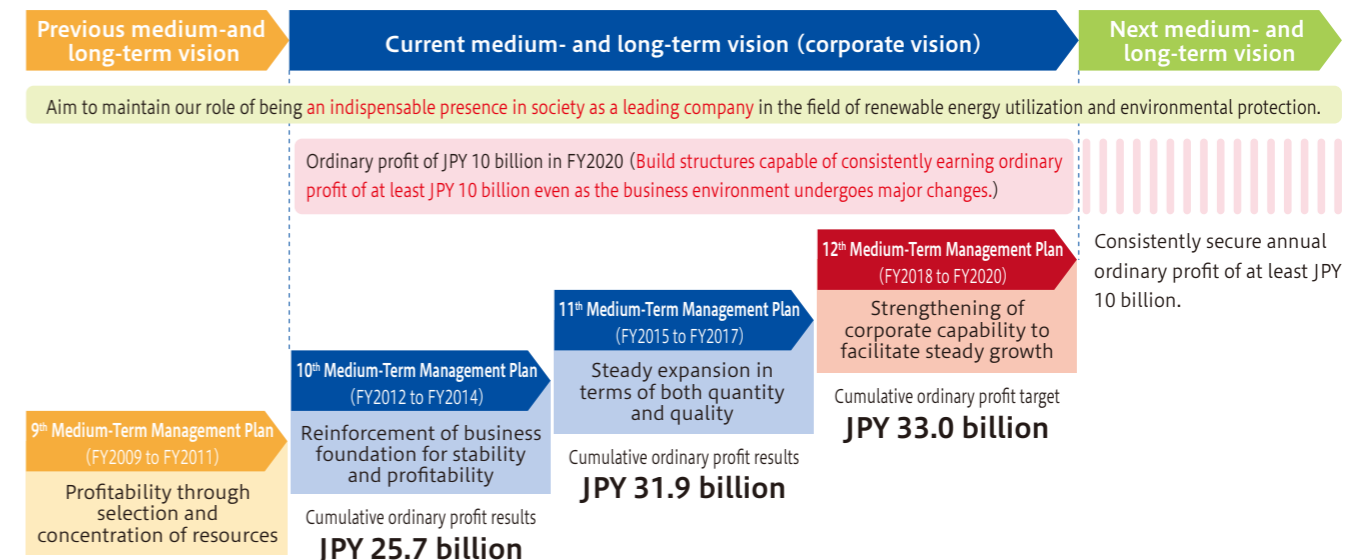 Previous medium-and
long-term vision
Current medium- and long-term vision (corporate vision)
Next medium- and
long-term vision
Aim to maintain our role of being an indispensable presence in society as a leading company in the field of renewable energy utilization and environmental protection.
Ordinary profit of JPY 10 billion in FY2020 (Build structures capable of consistently earning ordinary
profit of at least JPY 10 billion even as the business environment undergoes major changes.)
Consistently secure annual
ordinary profit of at least JPY
10 billion.
9th Medium-Term Management Plan
(FY2009 to FY2011)
Profitability through
selection and
concentration of resources
10th Medium-Term Management Plan
(FY2012 to FY2014)
Reinforcement of business
foundation for stability
and profitability
Cumulative ordinary profit results
JPY 25.7 billion
11th Medium-Term Management Plan
(FY2015 to FY2017)
Steady expansion in
terms of both quantity
and quality
Cumulative ordinary profit results
JPY 31.9 billion
12th Medium-Term Management Plan
(FY2018 to FY2020)
Strengthening of
corporate capability to
facilitate steady growth
Cumulative ordinary profit target
JPY 33.0 billion